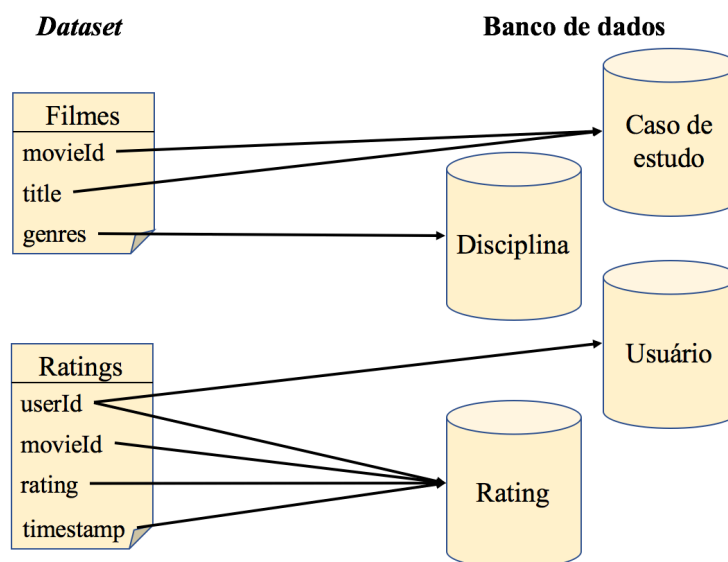 Dataset
Banco de dados
Filmes
movieId
title
genres
Caso de
estudo
Disciplina
Usuário
Ratings
userId
movieId
rating
timestamp
Rating